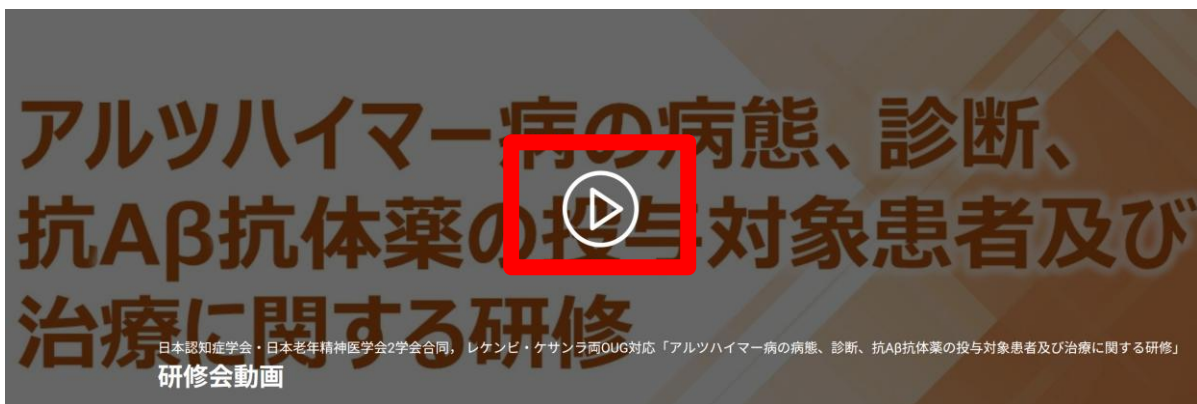 アルツハイマー病の病態、診断、
抗Aβ抗体薬の投与対象患者及び
治療に関する研修
日本認知症学会・日本老年精神医学会2学会合同，レケンビ・ケサンラ両OUG対応「アルツハイマー病の病態、診断、抗Aβ抗体薬の投与対象患者及び治療に関する研修」
研修会動画